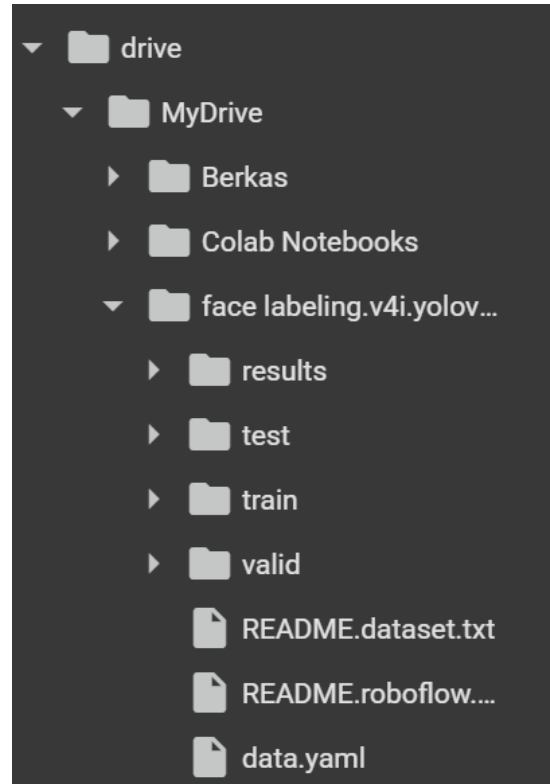 drive
MyDrive
Berkas
Colab Notebooks
face labeling.v4i.yolov...
results
test
train
valid
README.dataset.txt
README.roboflow....
data.yaml